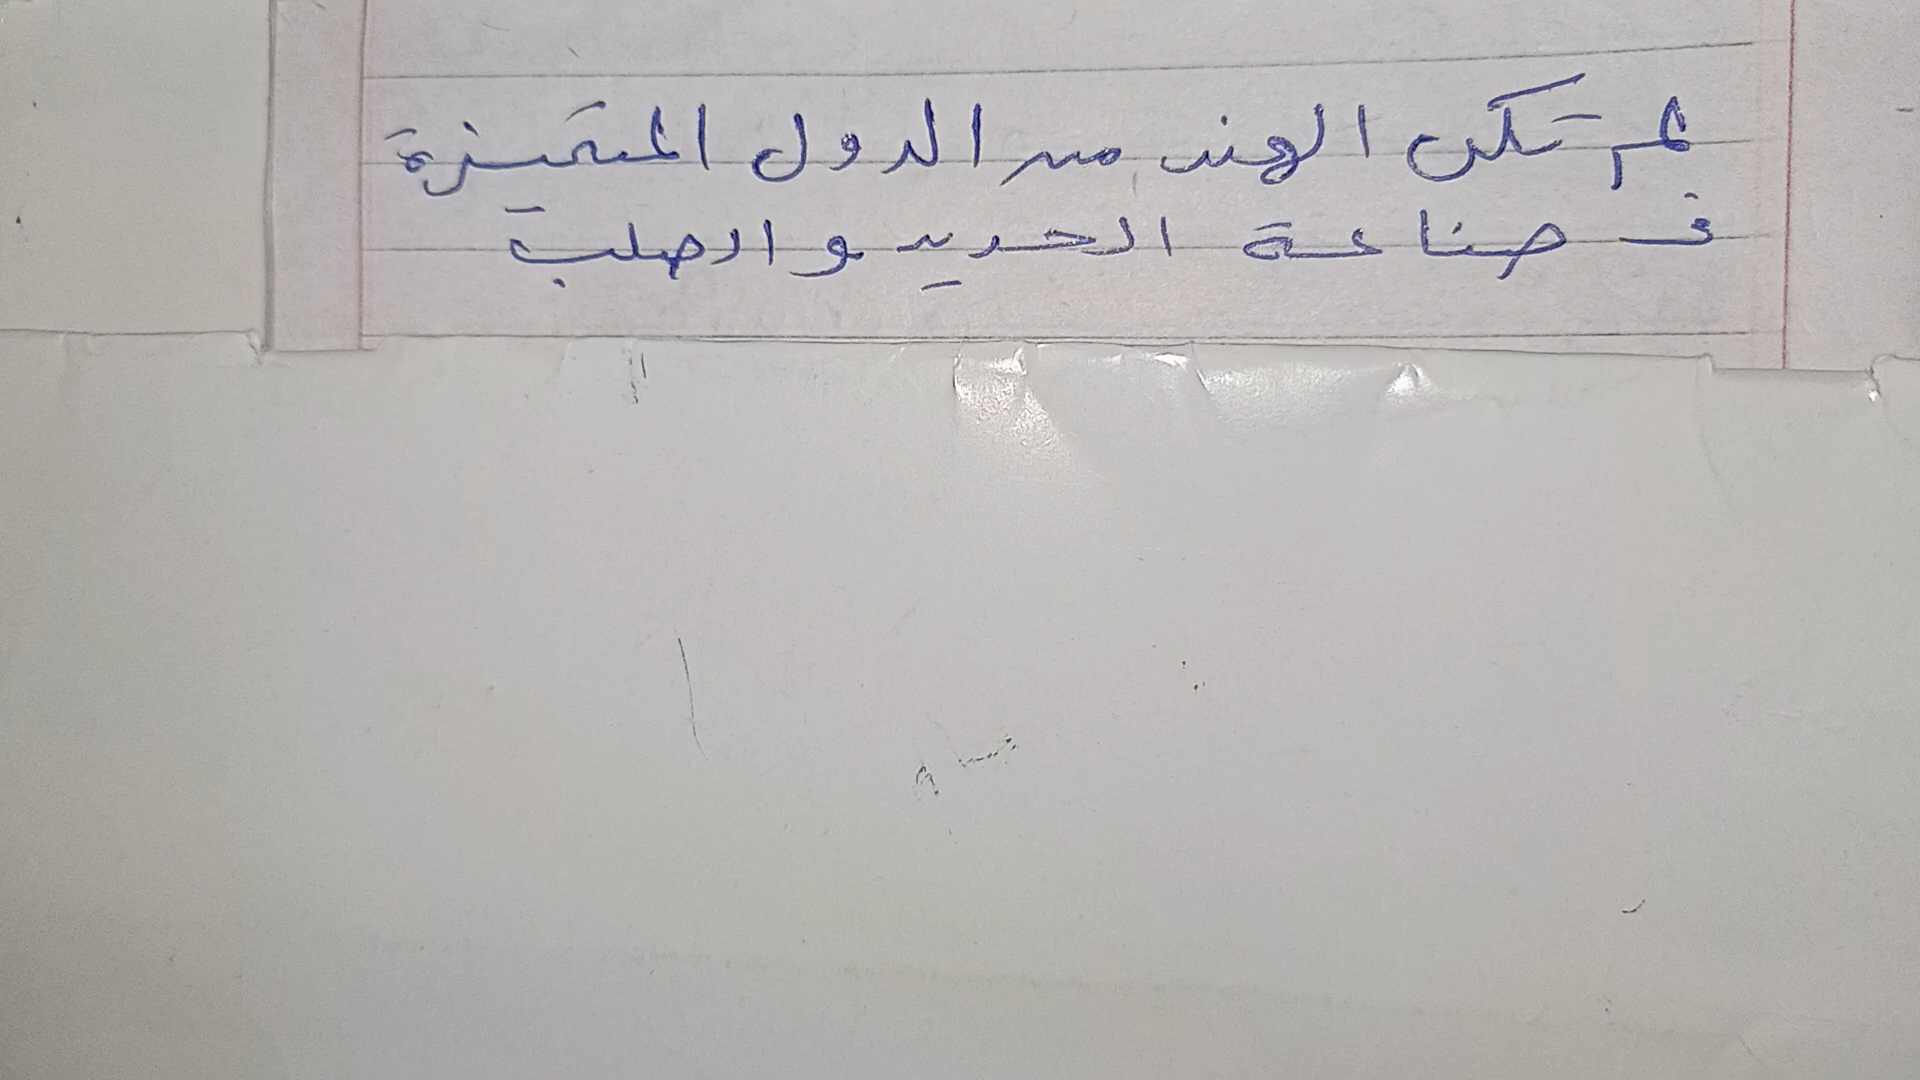 لم تكن الهند من الدول المتميزة
في صناعة الحديد والصلب